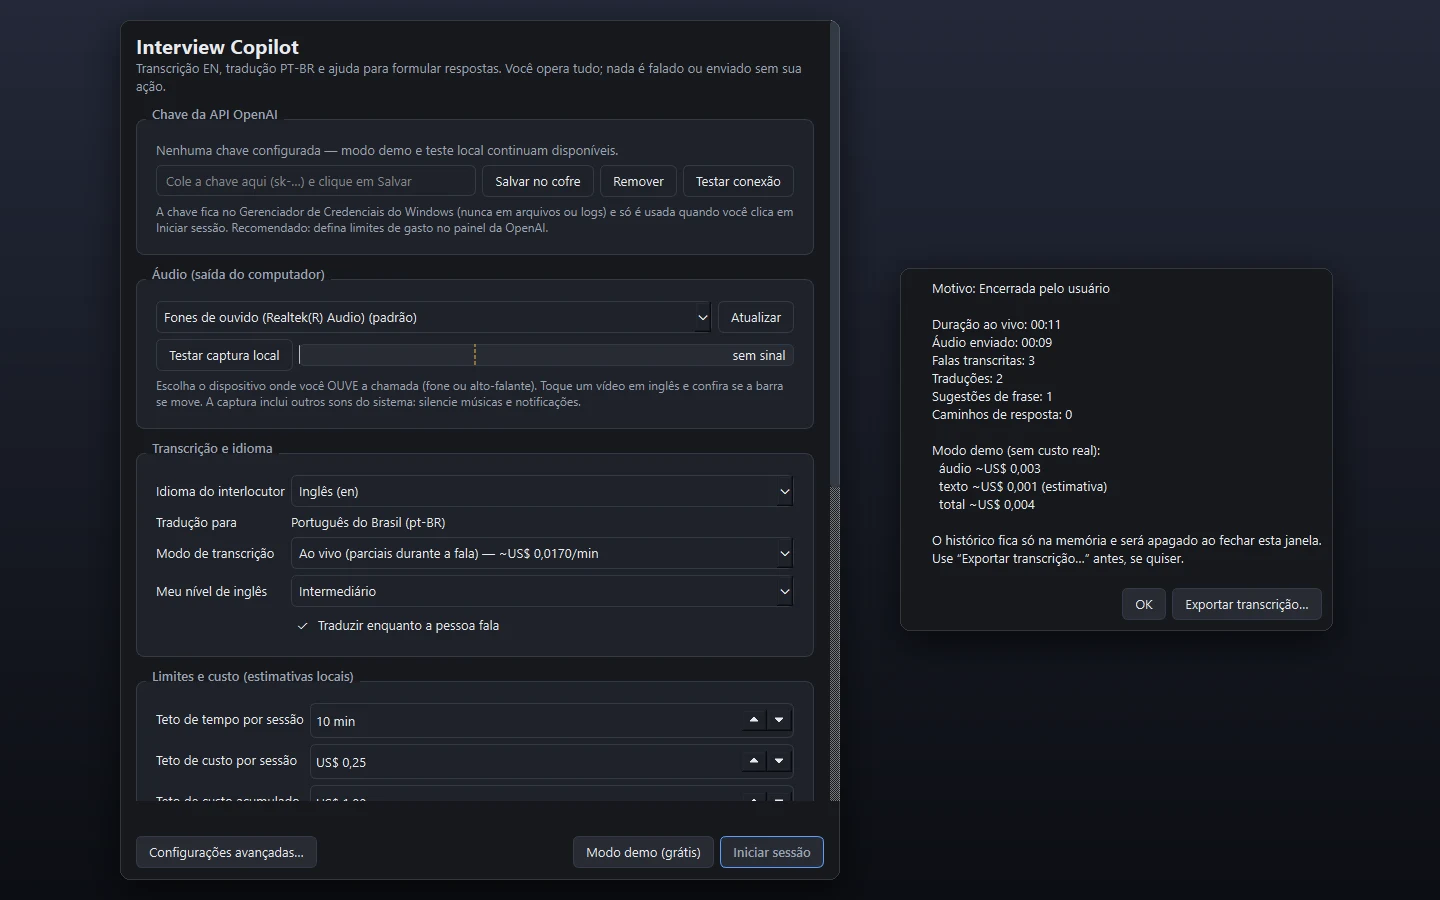 Interview Copilot
Transcrição EN, tradução PT-BR e ajuda para formular respostas. Você opera tudo; nada é falado ou enviado sem sua
ação.
Chave da API OpenAI
Nenhuma chave configurada — modo demo e teste local continuam disponíveis.
Cole a chave aqui (sk-...) e clique em Salvar
Salvar no cofre
Remover
Testar conexão
A chave fica no Gerenciador de Credenciais do Windows (nunca em arquivos ou logs) e só é usada quando você clica em
Iniciar sessão. Recomendado: defina limites de gasto no painel da OpenAI.
Áudio (saída do computador)
Fones de ouvido (Realtek(R) Audio) (padrão)
Atualizar
Testar captura local
sem sinal
Escolha o dispositivo onde você OUVE a chamada (fone ou alto-falante). Toque um vídeo em inglês e confira se a barra
se move. A captura inclui outros sons do sistema: silencie músicas e notificações.
Transcrição e idioma
Idioma do interlocutor
Inglês (en)
Tradução para
Português do Brasil (pt-BR)
Modo de transcrição
Ao vivo (parciais durante a fala) — ~US$ 0,0170/min
Meu nível de inglês
Intermediário
Traduzir enquanto a pessoa fala
Limites e custo (estimativas locais)
Teto de tempo por sessão
10 min
Teto de custo por sessão
US$ 0,25
Teto de custo acumulado
Configurações avançadas...
Modo demo (grátis)
Iniciar sessão
Motivo: Encerrada pelo usuário
Duração ao vivo: 00:11
Áudio enviado: 00:09
Falas transcritas: 3
Traduções: 2
Sugestões de frase: 1
Caminhos de resposta: 0
Modo demo (sem custo real):
áudio ~US$ 0,003
texto ~US$ 0,001 (estimativa)
total ~US$ 0,004
O histórico fica só na memória e será apagado ao fechar esta janela.
Use “Exportar transcrição...” antes, se quiser.
OK
Exportar transcrição...